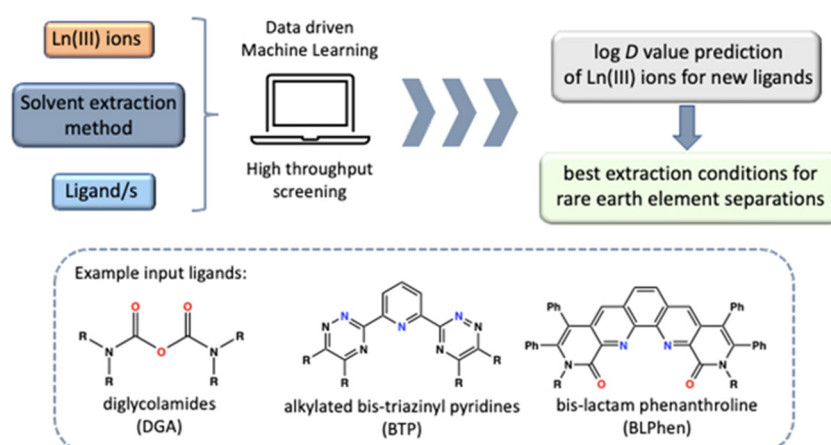 Ln(III) ions
Solvent extraction
method
Ligand/s
Data driven
Machine Learning
High throughput
screening
log D value prediction
of Ln(III) ions for new ligands
best extraction conditions for
rare earth element separations
Example input ligands:
O O
R N O N R
R R
diglycolamides
(DGA)
N N N N N
R N N R
R R
alkylated bis-triazinyl pyridines
(BTP)
Ph Ph
Ph N N Ph
N N
R O O R
bis-lactam phenanthroline
(BLPhen)